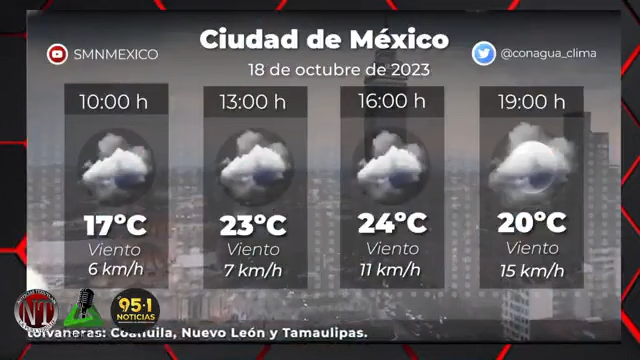 Ciudad de México
SMNMEXICO
@conagua_clima
18 de octubre de 2023
10:00 h
13:00 h
16:00 h
19:00 h
17°C
23°C
24°C
20°C
Viento
Viento
Viento
Viento
6 km/h
7 km/h
11 km/h
15 km/h
NT
95·1
NOTICIAS
tolvaneras: Coahuila, Nuevo León y Tamaulipas.